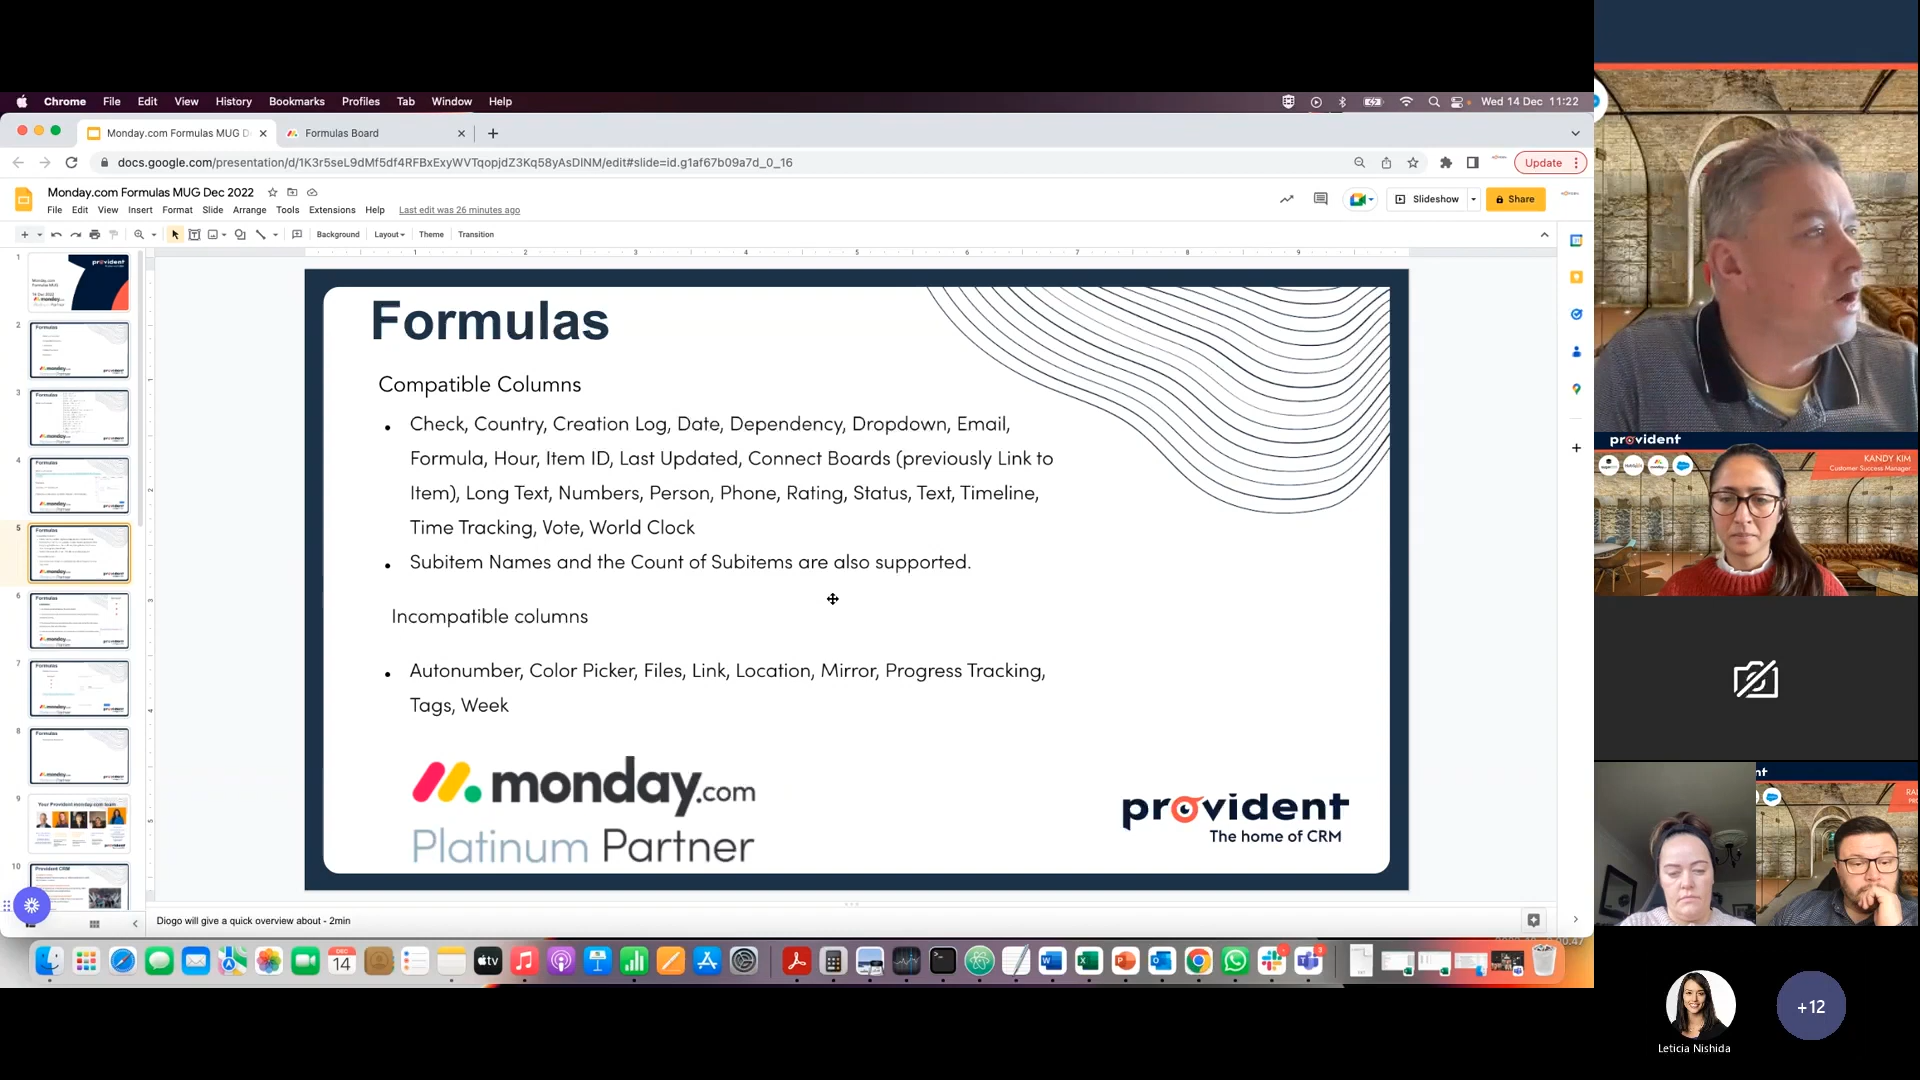 Chrome File Edit View History Bookmarks Profiles Tab Window Help
Wed 14 Dec 11:22
Monday.com Formulas MUG D
Formulas Board
docs.google.com/presentation/d/1K3r5seL9dMf5df4RFBxExyWVTqopjdZ3Kq58yAsDlNM/edit#slide=id.g1af67b09a7d_0_16
Update
Monday.com Formulas MUG Dec 2022
File Edit View Insert Format Slide Arrange Tools Extensions Help
Last edit was 26 minutes ago
Slideshow
Share
Background Layout Theme Transition
Formulas
Compatible Columns
• Check, Country, Creation Log, Date, Dependency, Dropdown, Email,
Formula, Hour, Item ID, Last Updated, Connect Boards (previously Link to
Item), Long Text, Numbers, Person, Phone, Rating, Status, Text, Timeline,
Time Tracking, Vote, World Clock
• Subitem Names and the Count of Subitems are also supported.
Incompatible columns
• Autonumber, Color Picker, Files, Link, Location, Mirror, Progress Tracking,
Tags, Week
monday.com
Platinum Partner
provident
The home of CRM
Diogo will give a quick overview about - 2min
provident
KANDY KIM
Customer Success Manager
Leticia Nishida
+12